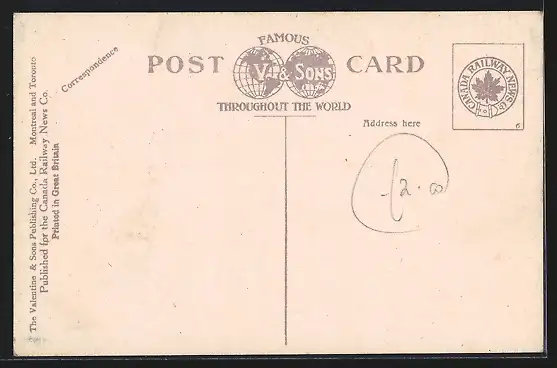 FAMOUS
POST CARD
V. & SONS
THROUGHOUT THE WORLD
CANADA RAILWAY NEWS Co
6
Correspondence
Address here
The Valentine & Sons Publishing Co., Ltd. Montreal and Toronto
Published for the Canada Railway News Co.
Printed in Great Britain